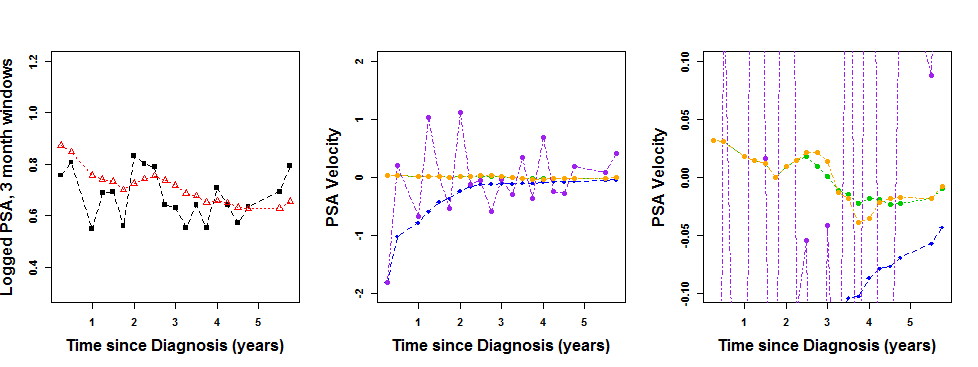 Logged PSA, 3 month windows
1.2
1.0
0.8
0.6
0.4
1 2 3 4 5
Time since Diagnosis (years)
PSA Velocity
2
1
0
-1
-2
1 2 3 4 5
Time since Diagnosis (years)
PSA Velocity
0.10
0.05
0.00
-0.05
-0.10
1 2 3 4 5
Time since Diagnosis (years)